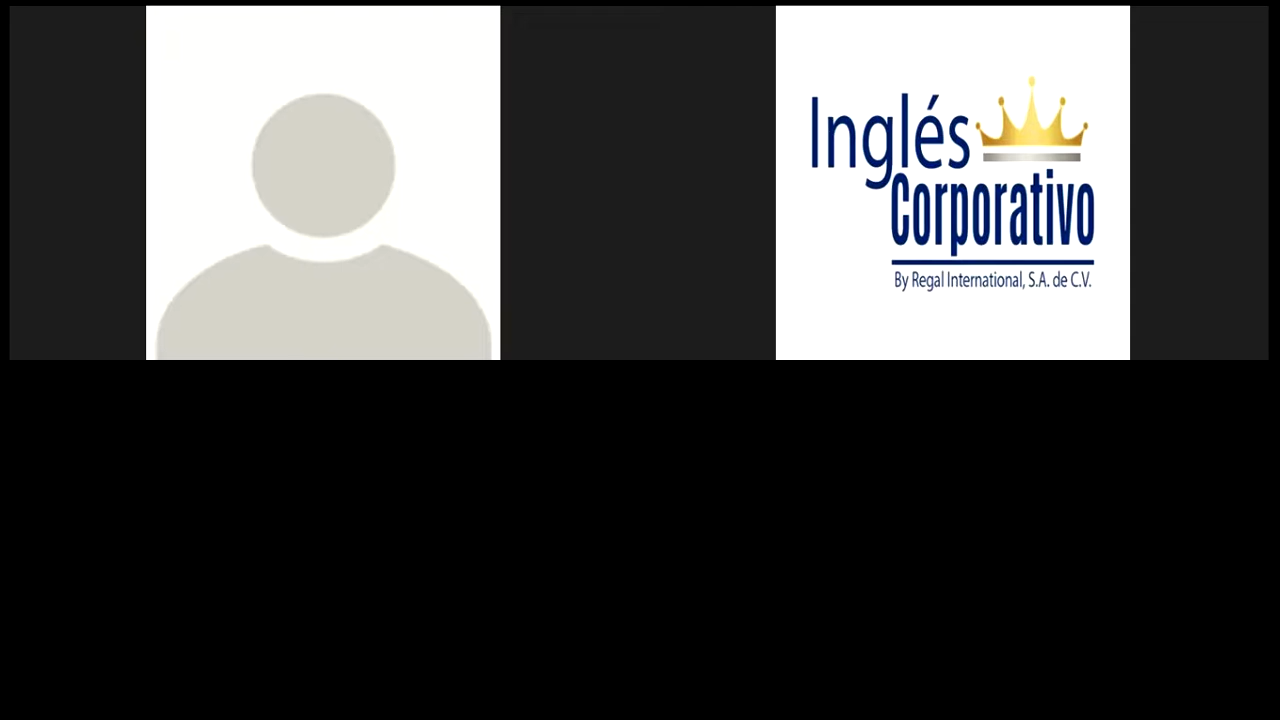 Inglés
Corporativo
By Regal International, S.A. de C.V.